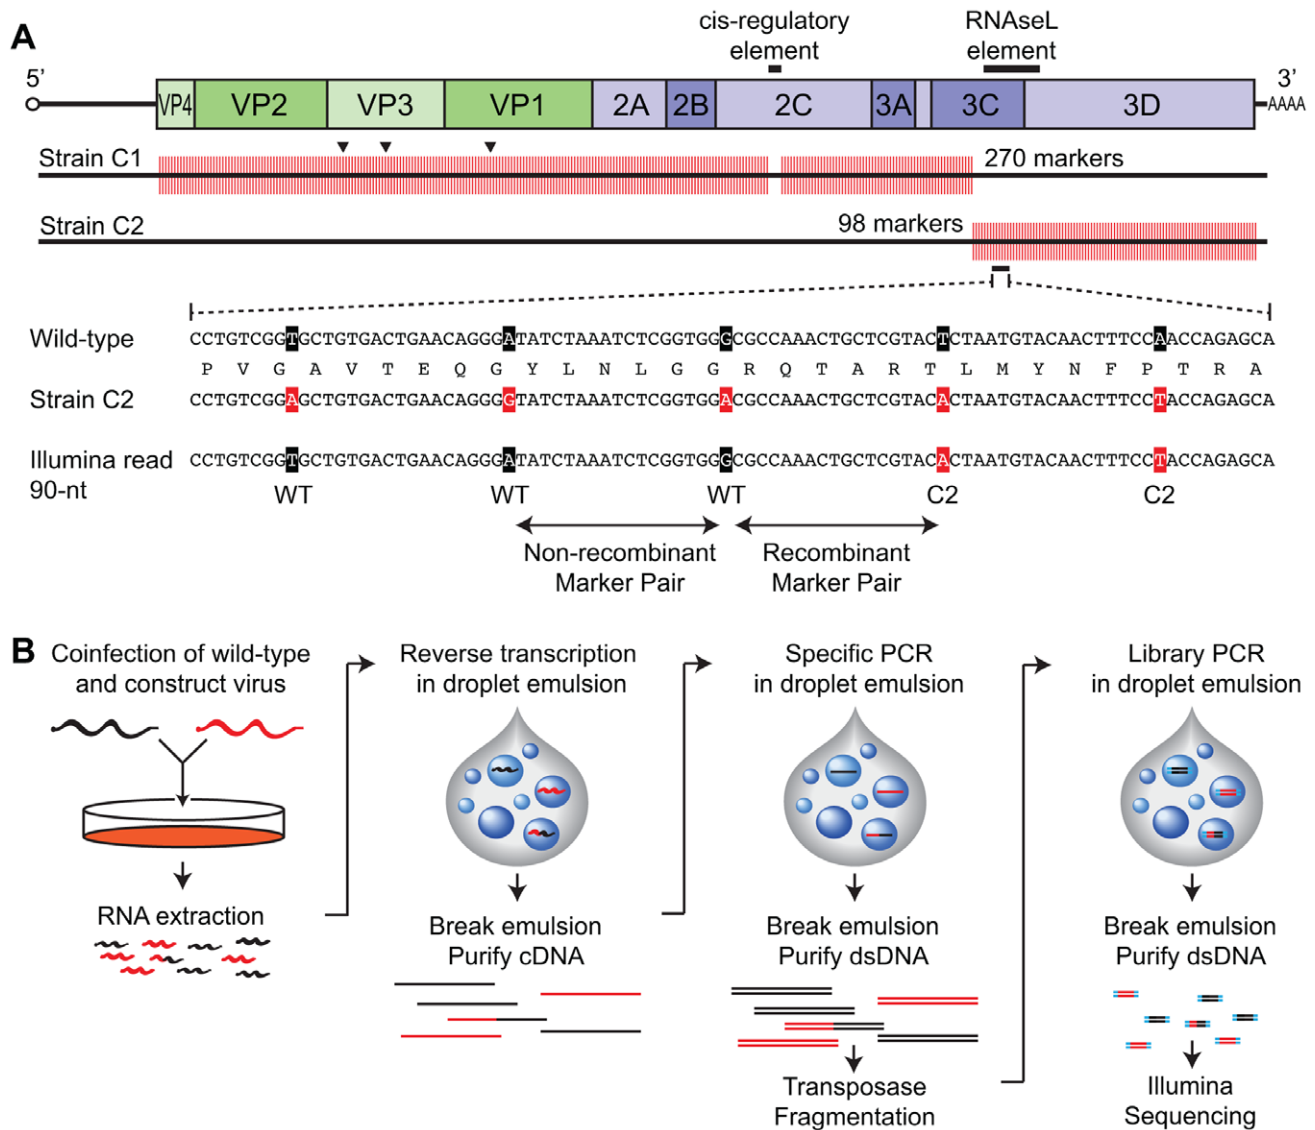 A
cis-regulatory
element
RNAseL
element
5’
3’
VP4 VP2 VP3 VP1 2A 2B 2C 3A 3C 3D
AAAA
Strain C1
270 markers
Strain C2
98 markers
Wild-type CCTGTCGGTGCTGTGACTGAACAGGGATATCTAAATCTCGGTGGGCGCCAAACTGCTCGTACTCTAATGTACAACTTTCCAACCAGAGCA
P V G A V T E Q G Y L N L G G R Q T A R T L M Y N F P T R A
Strain C2 CCTGTCGGAGCTGTGACTGAACAGGGGTATCTAAATCTCGGTGGACGCCAAACTGCTCGTACACTAATGTACAACTTTCCTACCAGAGCA
Illumina read CCTGTCGGTGCTGTGACTGAACAGGGATATCTAAATCTCGGTGGGCGCCAAACTGCTCGTACACTAATGTACAACTTTCCTACCAGAGCA
90-nt
WT WT WT C2 C2
Non-recombinant
Marker Pair
Recombinant
Marker Pair
B
Coinfection of wild-type
and construct virus
RNA extraction
Reverse transcription
in droplet emulsion
Break emulsion
Purify cDNA
Specific PCR
in droplet emulsion
Break emulsion
Purify dsDNA
Transposase
Fragmentation
Library PCR
in droplet emulsion
Break emulsion
Purify dsDNA
Illumina
Sequencing